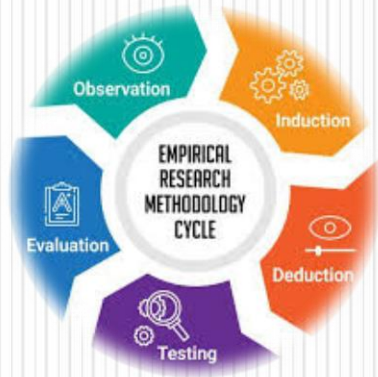 Observation
Induction
EMPIRICAL
RESEARCH
METHODOLOGY
CYCLE
Deduction
Testing
Evaluation